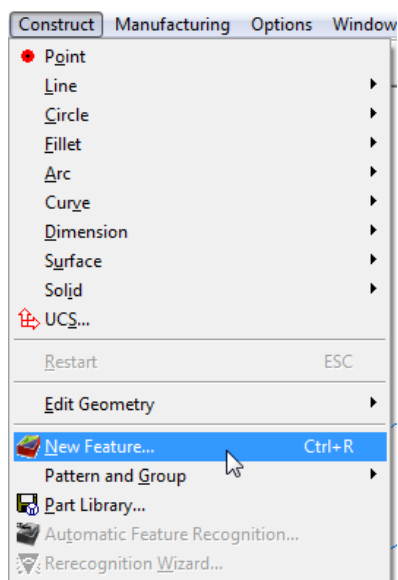 Construct Manufacturing Options Window
Point
Line
Circle
Fillet
Arc
Curve
Dimension
Surface
Solid
UCS...
Restart ESC
Edit Geometry
New Feature... Ctrl+R
Pattern and Group
Part Library...
Automatic Feature Recognition...
Rerecognition Wizard...